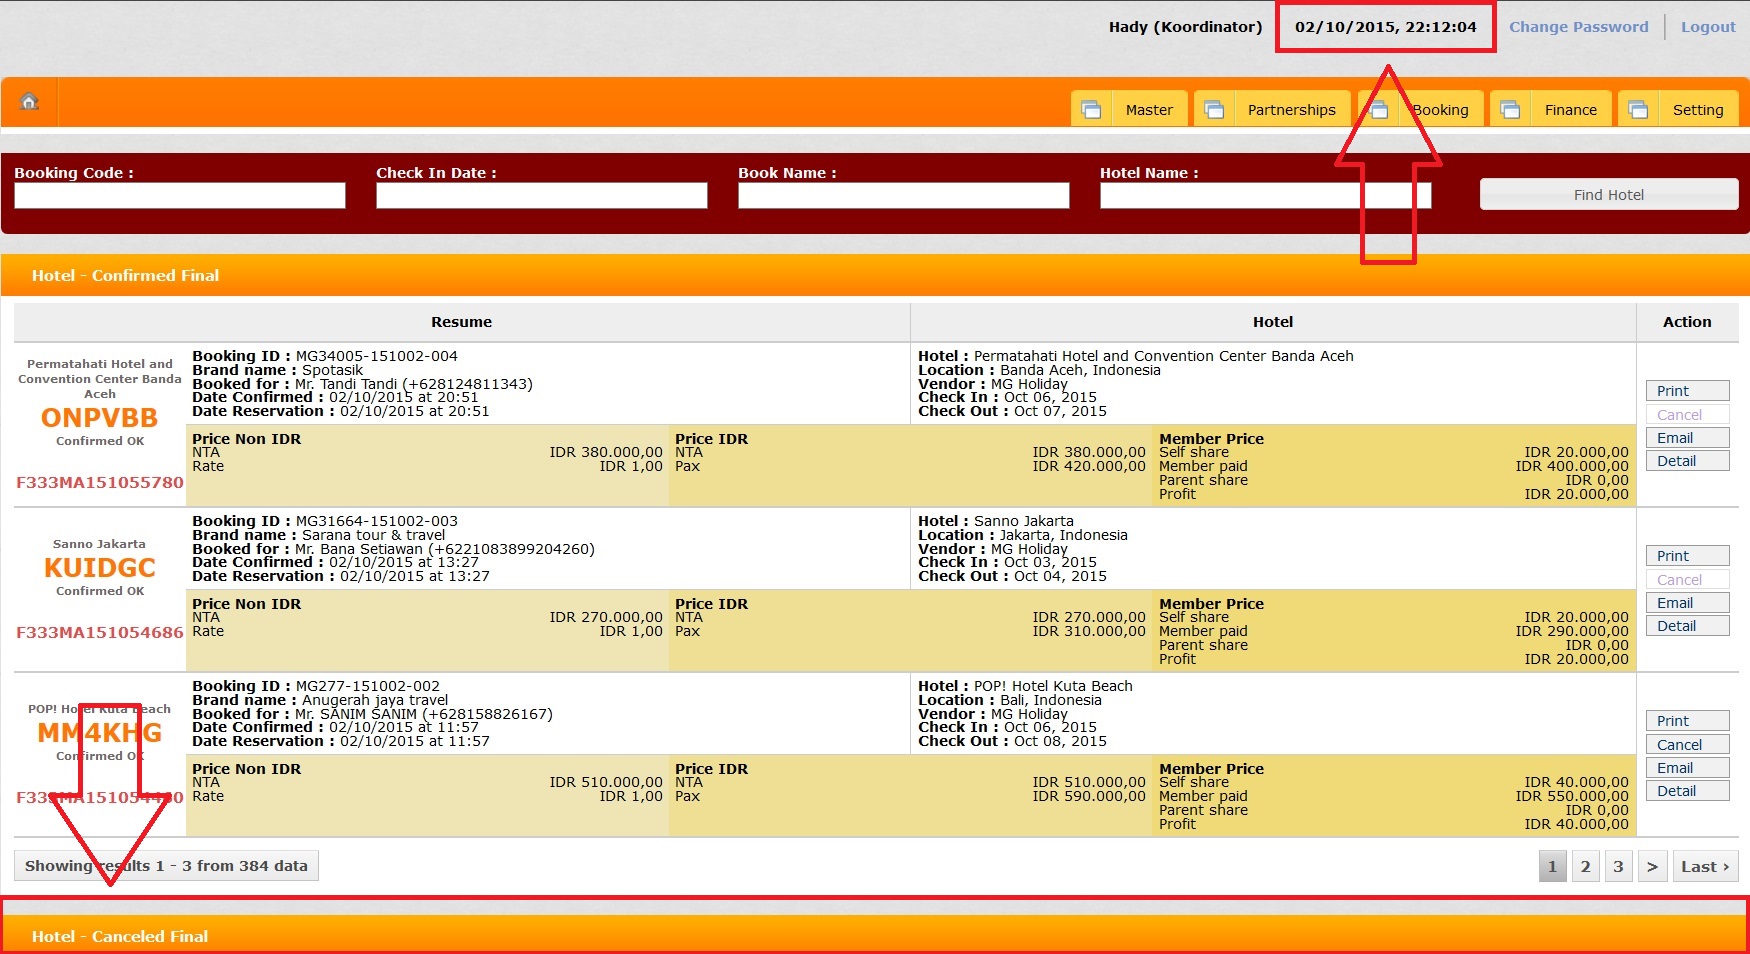 Hady (Koordinator) 02/10/2015, 22:12:04 Change Password Logout
Master Partnerships Booking Finance Setting
Booking Code : Check In Date : Book Name : Hotel Name :
Find Hotel
Hotel - Confirmed Final
Resume Hotel Action
Permatahati Hotel and
Convention Center Banda
Aceh
ONPVBB
Confirmed OK
F333MA151055780
Booking ID : MG34005-151002-004
Brand name : Spotasik
Booked for : Mr. Tandi Tandi (+628124811343)
Date Confirmed : 02/10/2015 at 20:51
Date Reservation : 02/10/2015 at 20:51
Hotel : Permatahati Hotel and Convention Center Banda Aceh
Location : Banda Aceh, Indonesia
Vendor : MG Holiday
Check In : Oct 06, 2015
Check Out : Oct 07, 2015
Price Non IDR
NTA IDR 380.000,00
Rate IDR 1,00
Price IDR
NTA IDR 380.000,00
Pax IDR 420.000,00
Member Price
Self share IDR 20.000,00
Member paid IDR 400.000,00
Parent share IDR 0,00
Profit IDR 20.000,00
Print
Cancel
Email
Detail
Sanno Jakarta
KUIDGC
Confirmed OK
F333MA151054686
Booking ID : MG31664-151002-003
Brand name : Sarana tour & travel
Booked for : Mr. Bana Setiawan (+6221083899204260)
Date Confirmed : 02/10/2015 at 13:27
Date Reservation : 02/10/2015 at 13:27
Hotel : Sanno Jakarta
Location : Jakarta, Indonesia
Vendor : MG Holiday
Check In : Oct 03, 2015
Check Out : Oct 04, 2015
Price Non IDR
NTA IDR 270.000,00
Rate IDR 1,00
Price IDR
NTA IDR 270.000,00
Pax IDR 310.000,00
Member Price
Self share IDR 20.000,00
Member paid IDR 290.000,00
Parent share IDR 0,00
Profit IDR 20.000,00
Print
Cancel
Email
Detail
POP! Hotel Kuta Beach
MM4KHG
Confirmed OK
Booking ID : MG277-151002-002
Brand name : Anugerah jaya travel
Booked for : Mr. SANIM SANIM (+628158826167)
Date Confirmed : 02/10/2015 at 11:57
Date Reservation : 02/10/2015 at 11:57
Hotel : POP! Hotel Kuta Beach
Location : Bali, Indonesia
Vendor : MG Holiday
Check In : Oct 06, 2015
Check Out : Oct 08, 2015
Price Non IDR
NTA IDR 510.000,00
Rate IDR 1,00
Price IDR
NTA IDR 510.000,00
Pax IDR 590.000,00
Member Price
Self share IDR 40.000,00
Member paid IDR 550.000,00
Parent share IDR 0,00
Profit IDR 40.000,00
Print
Cancel
Email
Detail
Showing results 1 - 3 from 384 data
1 2 3 > Last ›
Hotel - Canceled Final